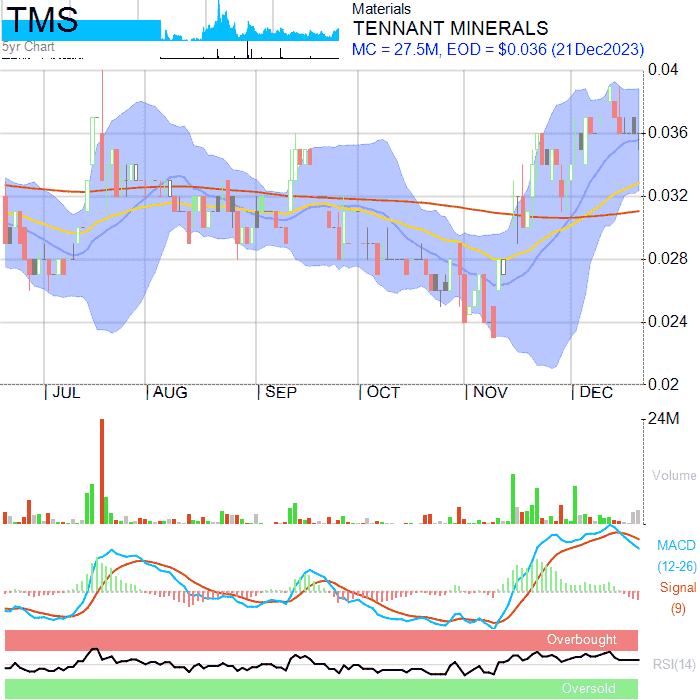 TMS
5yr Chart
Materials
TENNANT MINERALS
MC = 27.5M, EOD = $0.036 (21Dec2023)
0.04
0.036
0.032
0.028
0.024
0.02
JUL AUG SEP OCT NOV DEC
24M
Volume
MACD
(12-26)
Signal
(9)
Overbought
RSI(14)
Oversold